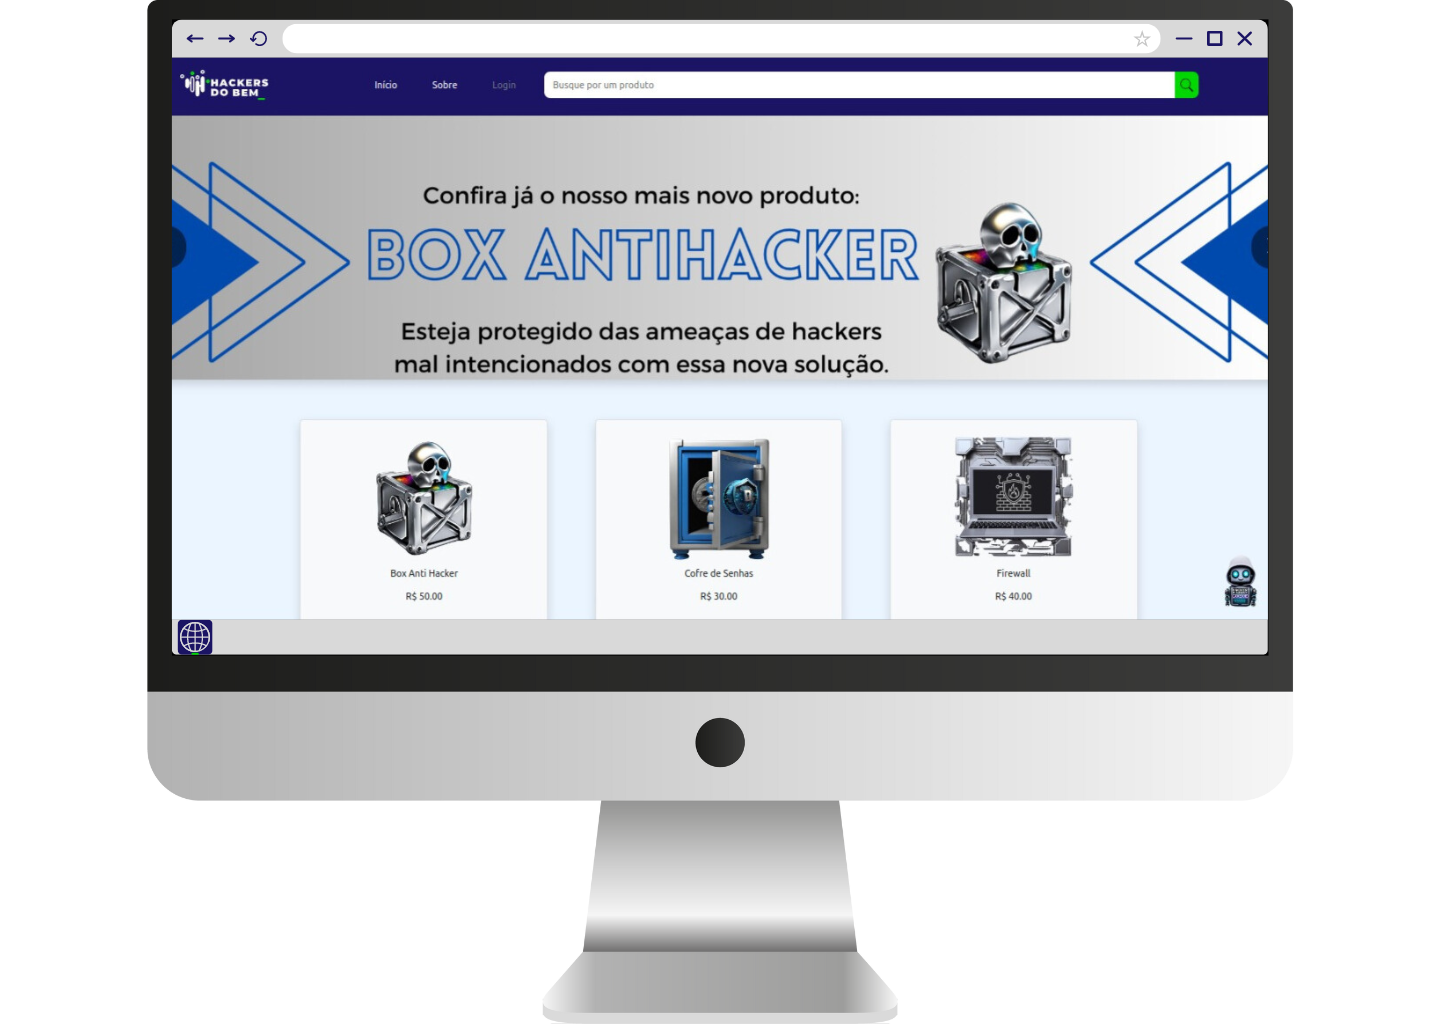 HACKERS
DO BEM_
Início
Sobre
Login
Busque por um produto
Confira já o nosso mais novo produto:
BOX ANTIHACKER
Esteja protegido das ameaças de hackers
mal intencionados com essa nova solução.
Box Anti Hacker
Cofre de Senhas
Firewall
R$ 50.00
R$ 30.00
R$ 40.00